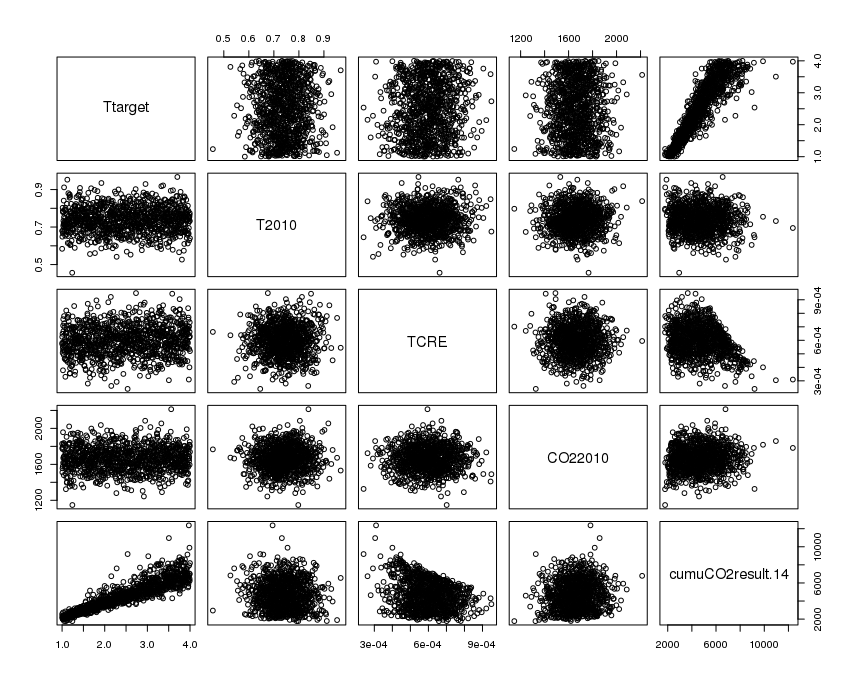 0.5 0.6 0.7 0.8 0.9
1200 1600 2000
Ttarget
1.0 2.0 3.0 4.0
0.5 0.7 0.9
T2010
TCRE
3e-04 6e-04 9e-04
1200 1600 2000
CO22010
cumuCO2result.14
2000 6000 10000
1.0 2.0 3.0 4.0
3e-04 6e-04 9e-04
2000 6000 10000